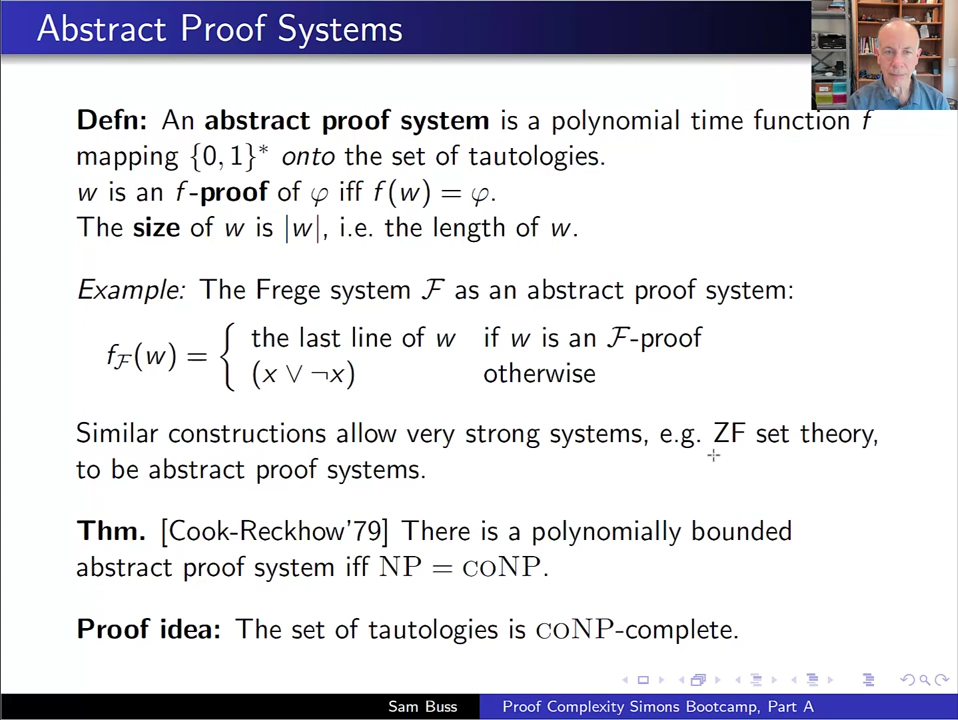 Abstract Proof Systems
Defn: An abstract proof system is a polynomial time function f
mapping {0, 1}* onto the set of tautologies.
w is an f-proof of φ iff f(w) = φ.
The size of w is |w|, i.e. the length of w.
Example: The Frege system ℱ as an abstract proof system:
f_ℱ(w) = { the last line of w if w is an ℱ-proof
(x ∨ ¬x) otherwise
Similar constructions allow very strong systems, e.g. ZF set theory,
to be abstract proof systems.
Thm. [Cook-Reckhow'79] There is a polynomially bounded
abstract proof system iff NP = coNP.
Proof idea: The set of tautologies is coNP-complete.
Sam Buss Proof Complexity Simons Bootcamp, Part A